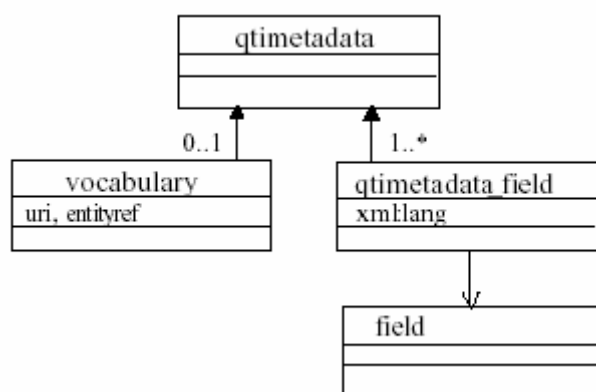 qtimetadata
0..1
1..*
vocabulary
uri, entityref
qtimetadata_field
xml:lang
field